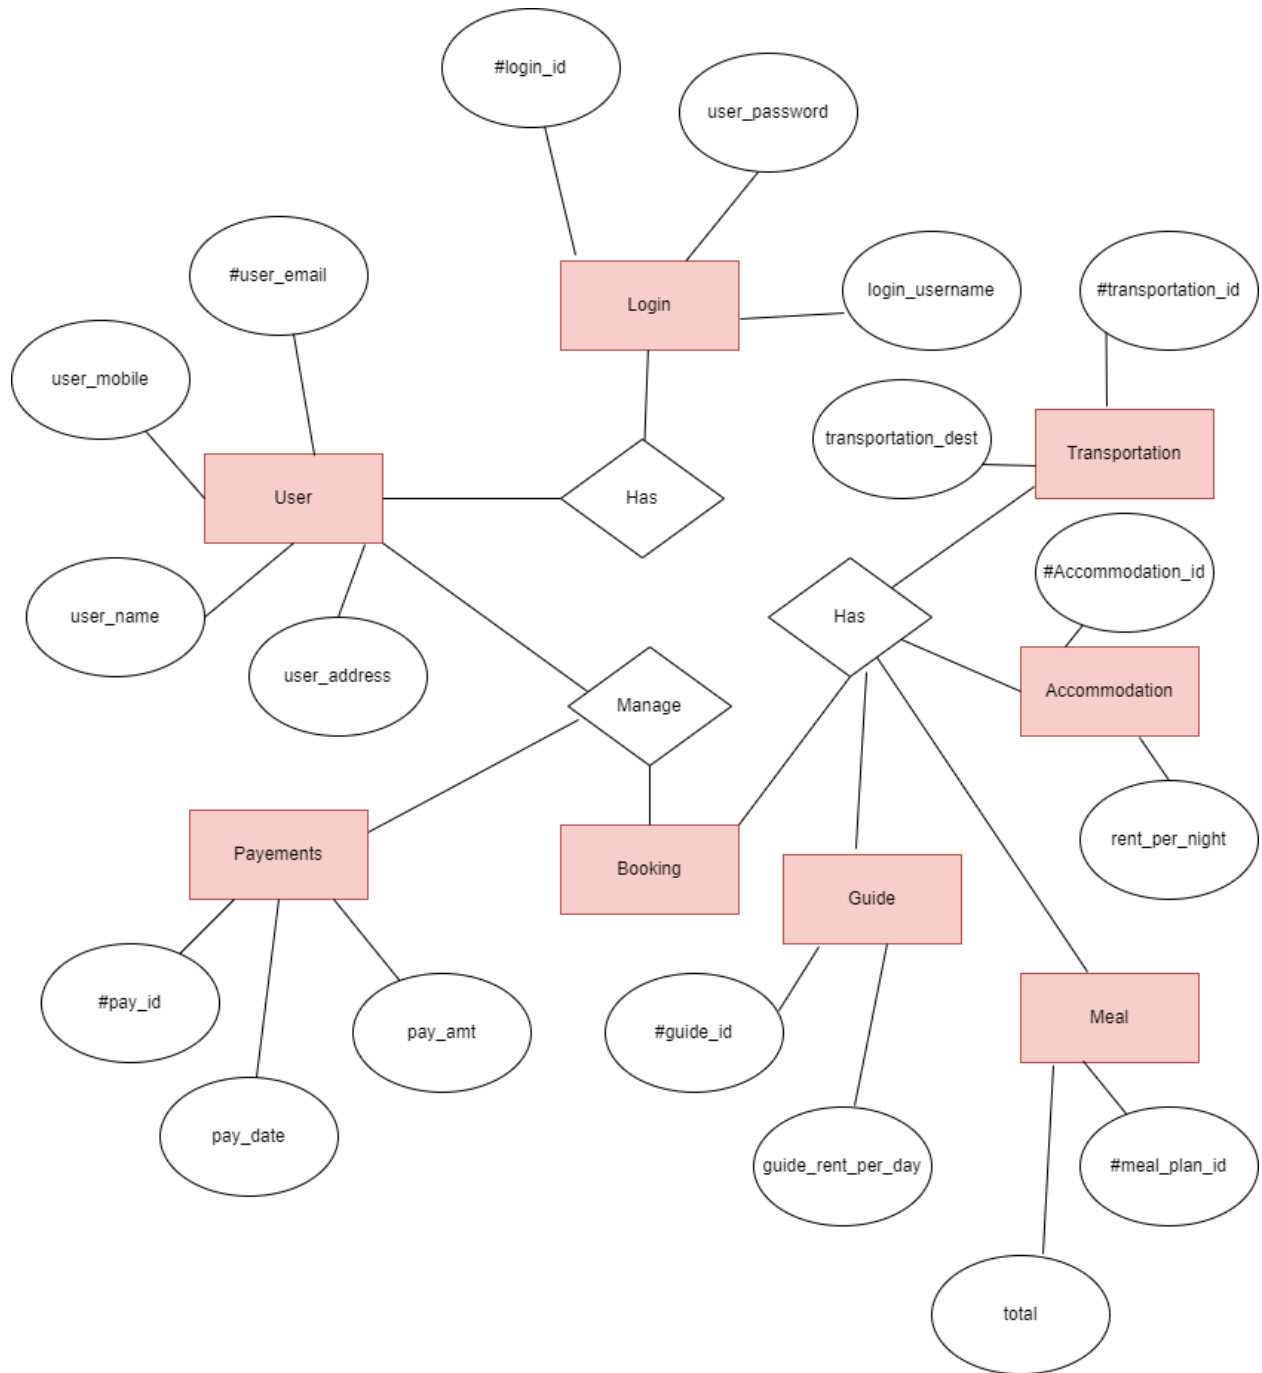 #login_id
user_password
#user_email
login_username
#transportation_id
Login
user_mobile
transportation_dest
Transportation
User
Has
#Accommodation_id
user_name
Has
user_address
Manage
Accommodation
rent_per_night
Payements
Booking
Guide
#pay_id
pay_amt
#guide_id
Meal
pay_date
guide_rent_per_day
#meal_plan_id
total